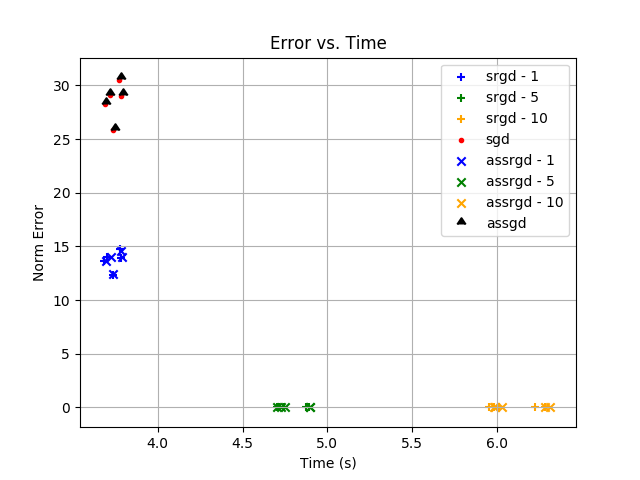 Error vs. Time
30
25
20
15
10
5
0
Norm Error
srgd - 1
srgd - 5
srgd - 10
sgd
assrgd - 1
assrgd - 5
assrgd - 10
assgd
4.0 4.5 5.0 5.5 6.0
Time (s)